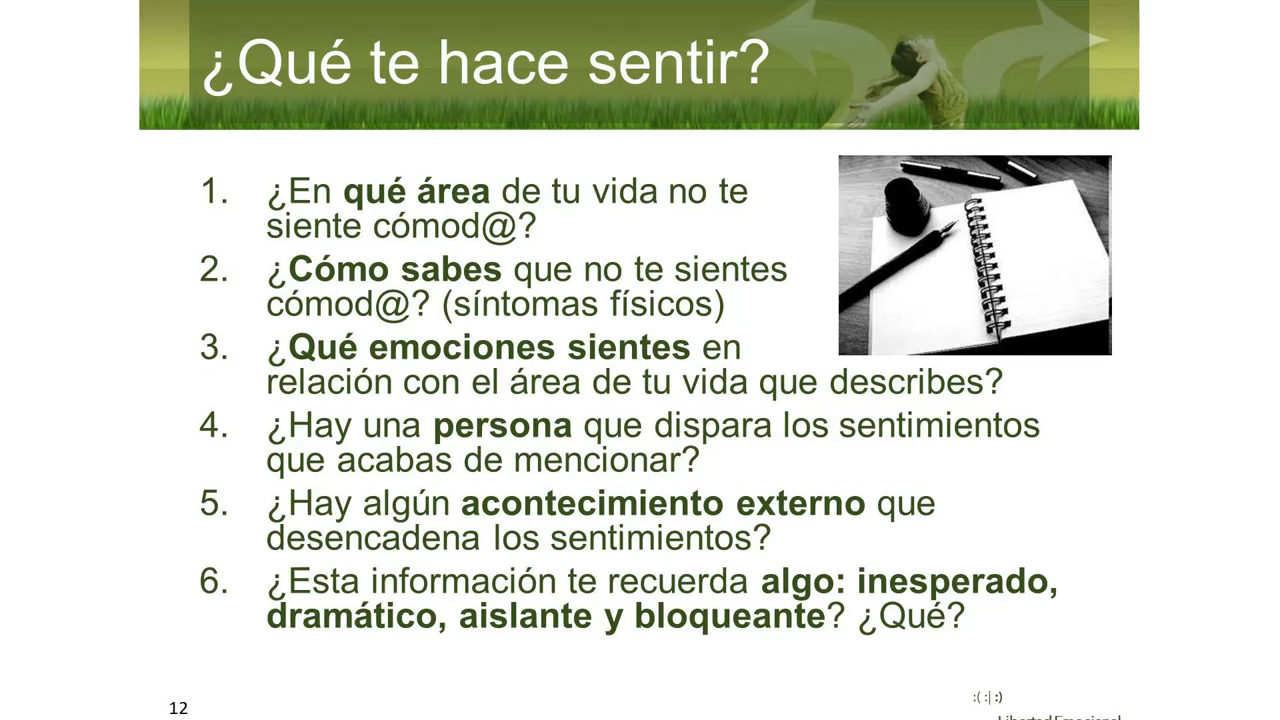 ¿Qué te hace sentir?
1. ¿En qué área de tu vida no te
siente cómod@?
2. ¿Cómo sabes que no te sientes
cómod@? (síntomas físicos)
3. ¿Qué emociones sientes en
relación con el área de tu vida que describes?
4. ¿Hay una persona que dispara los sentimientos
que acabas de mencionar?
5. ¿Hay algún acontecimiento externo que
desencadena los sentimientos?
6. ¿Esta información te recuerda algo: inesperado,
dramático, aislante y bloqueante? ¿Qué?
:( :| :)
Libertad Emocional
12